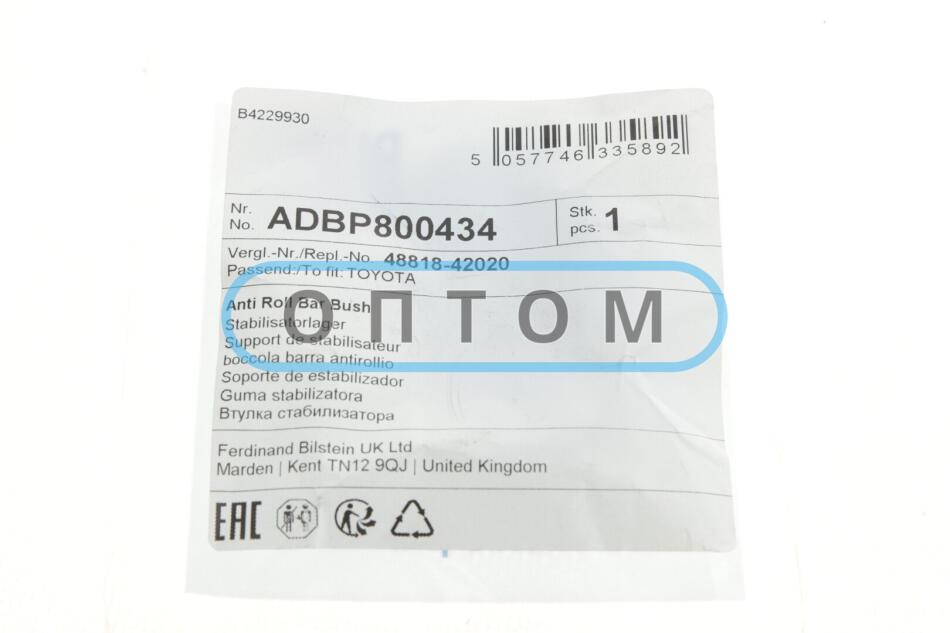 B4229930
5 057746 335892
Nr.
No. ADBP800434
Stk.
pcs. 1
Vergl.-Nr./Repl.-No. 48818-42020
Passend:/To fit: TOYOTA
Anti Roll Bar Bush
Stabilisatorlager
Support de stabilisateur
boccola barra antirollio
Soporte de estabilizador
Guma stabilizatora
Втулка стабилизатора
ОПТОМ
Ferdinand Bilstein UK Ltd
Marden | Kent TN12 9QJ | United Kingdom
EAC